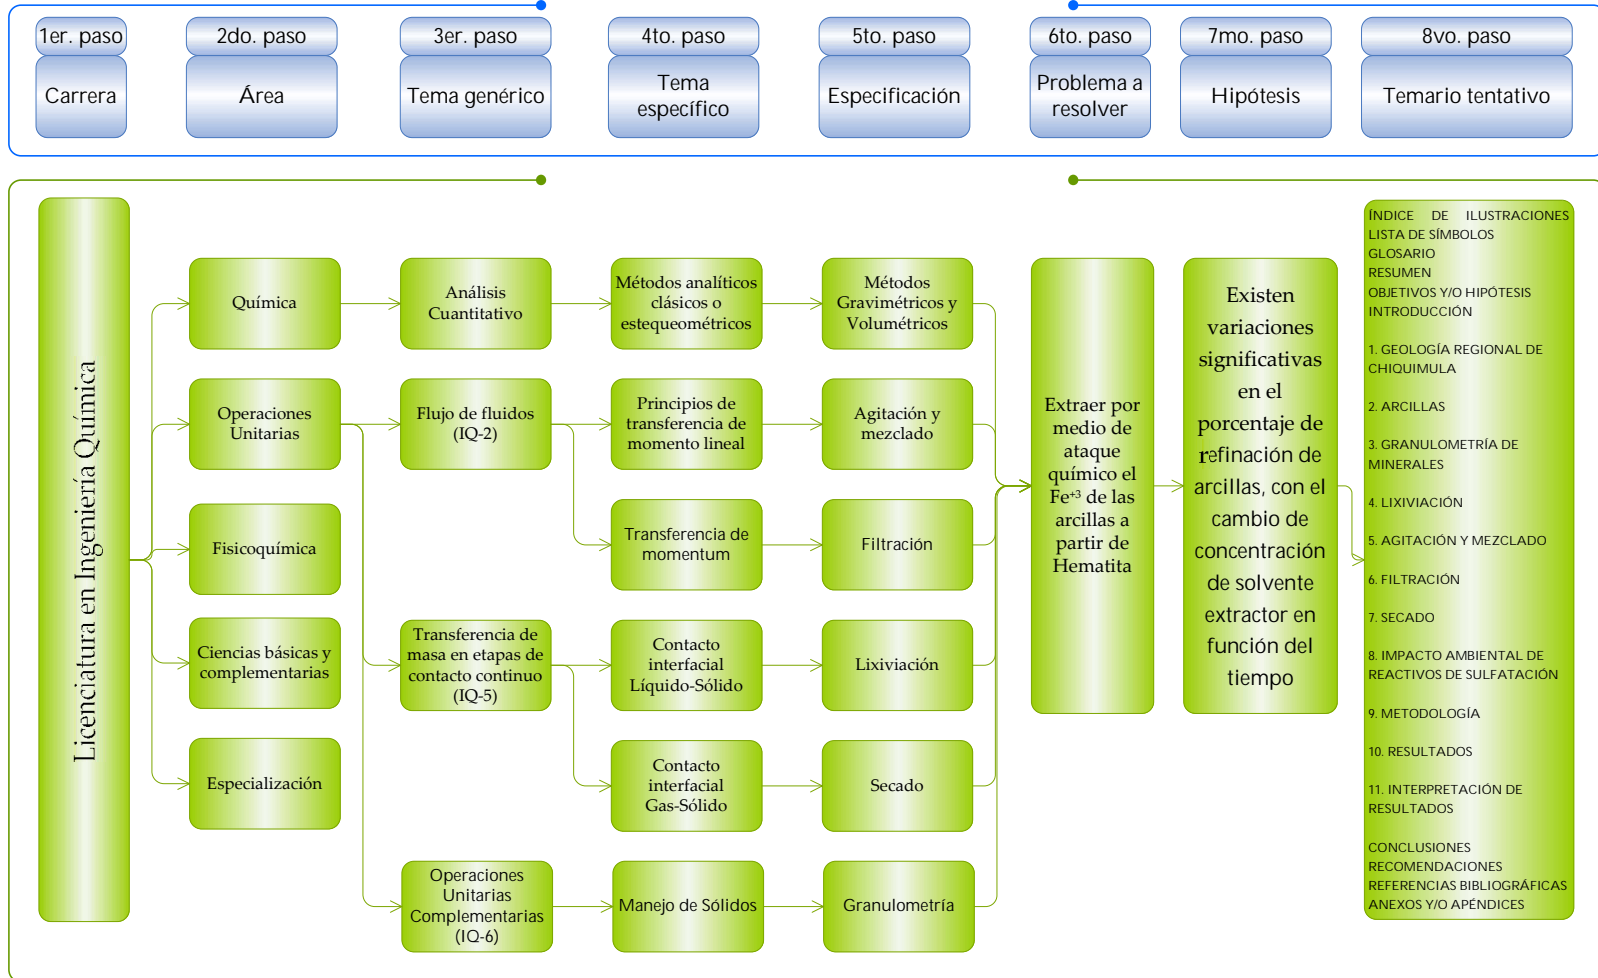 1er. paso
2do. paso
3er. paso
4to. paso
5to. paso
6to. paso
7mo. paso
8vo. paso
Carrera
Área
Tema genérico
Tema
específico
Especificación
Problema a
resolver
Hipótesis
Temario tentativo
Licenciatura en Ingeniería Química
Química
Operaciones
Unitarias
Fisicoquímica
Ciencias básicas y
complementarias
Especialización
Análisis
Cuantitativo
Flujo de fluidos
(IQ-2)
Transferencia de
masa en etapas de
contacto continuo
(IQ-5)
Operaciones
Unitarias
Complementarias
(IQ-6)
Métodos analíticos
clásicos o
estequeométricos
Principios de
transferencia de
momento lineal
Transferencia de
momentum
Contacto
interfacial
Líquido-Sólido
Contacto
interfacial
Gas-Sólido
Manejo de Sólidos
Métodos
Gravimétricos y
Volumétricos
Agitación y
mezclado
Filtración
Lixiviación
Secado
Granulometría
Extraer por
medio de
ataque
químico el
Fe+3 de las
arcillas a
partir de
Hematita
Existen
variaciones
significativas
en el
porcentaje de
refinación de
arcillas, con el
cambio de
concentración
de solvente
extractor en
función del
tiempo
ÍNDICE DE ILUSTRACIONES
LISTA DE SÍMBOLOS
GLOSARIO
RESUMEN
OBJETIVOS Y/O HIPÓTESIS
INTRODUCCIÓN
1. GEOLOGÍA REGIONAL DE
CHIQUIMULA
2. ARCILLAS
3. GRANULOMETRÍA DE
MINERALES
4. LIXIVIACIÓN
5. AGITACIÓN Y MEZCLADO
6. FILTRACIÓN
7. SECADO
8. IMPACTO AMBIENTAL DE
REACTIVOS DE SULFATACIÓN
9. METODOLOGÍA
10. RESULTADOS
11. INTERPRETACIÓN DE
RESULTADOS
CONCLUSIONES
RECOMENDACIONES
REFERENCIAS BIBLIOGRÁFICAS
ANEXOS Y/O APÉNDICES